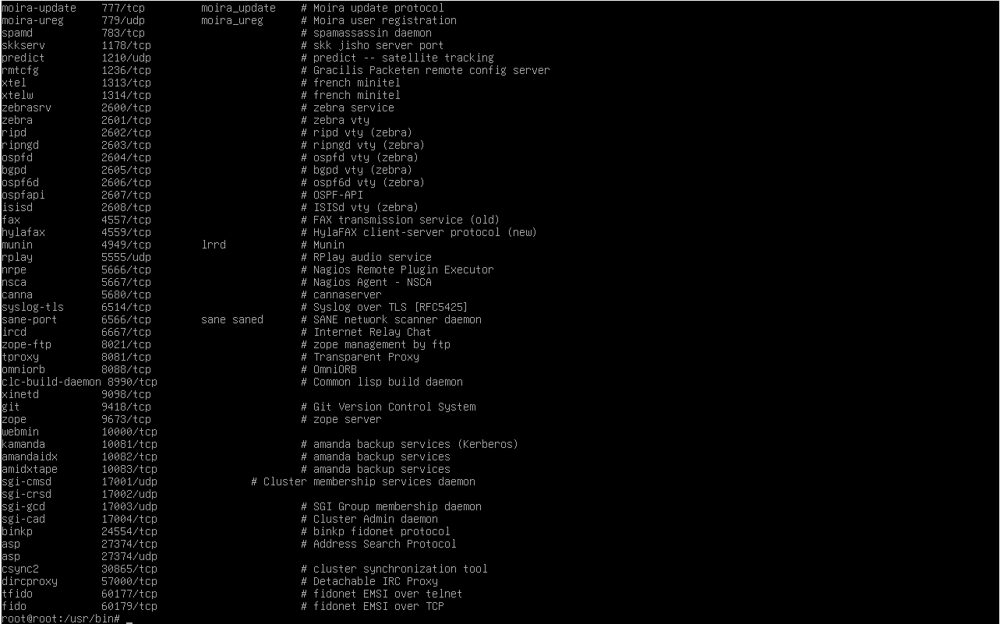 moira-update    777/tcp         moira_update    # Moira update protocol
moira-ureg      779/udp         moira_ureg      # Moira user registration
spamd           783/tcp                         # spamassassin daemon
skkserv         1178/tcp                        # skk jisho server port
predict         1210/udp                        # predict -- satellite tracking
rmtcfg          1236/tcp                        # Gracilis Packeten remote config server
xtel            1313/tcp                        # french minitel
xtelw           1314/tcp                        # french minitel
zebrasrv        2600/tcp                        # zebra service
zebra           2601/tcp                        # zebra vty
ripd            2602/tcp                        # ripd vty (zebra)
ripngd          2603/tcp                        # ripngd vty (zebra)
ospfd           2604/tcp                        # ospfd vty (zebra)
bgpd            2605/tcp                        # bgpd vty (zebra)
ospf6d          2606/tcp                        # ospf6d vty (zebra)
ospfapi         2607/tcp                        # OSPF-API
isisd           2608/tcp                        # ISISd vty (zebra)
fax             4557/tcp                        # FAX transmission service (old)
hylafax         4559/tcp                        # HylaFAX client-server protocol (new)
munin           4949/tcp        lrrd            # Munin
rplay           5555/udp                        # RPlay audio service
nrpe            5666/tcp                        # Nagios Remote Plugin Executor
nsca            5667/tcp                        # Nagios Agent - NSCA
canna           5680/tcp                        # cannaserver
syslog-tls      6514/tcp                        # Syslog over TLS [RFC5425]
sane-port       6566/tcp        sane saned      # SANE network scanner daemon
ircd            6667/tcp                        # Internet Relay Chat
zope-ftp        8021/tcp                        # zope management by ftp
tproxy          8081/tcp                        # Transparent Proxy
omniorb         8088/tcp                        # OmniORB
clc-build-daemon 8990/tcp                       # Common lisp build daemon
xinetd          9098/tcp
git             9418/tcp                        # Git Version Control System
zope            9673/tcp                        # zope server
webmin          10000/tcp
kamanda         10081/tcp                       # amanda backup services (Kerberos)
amandaidx       10082/tcp                       # amanda backup services
amidxtape       10083/tcp                       # amanda backup services
sgi-cmsd        17001/udp               # Cluster membership services daemon
sgi-crsd        17002/udp
sgi-gcd         17003/udp                       # SGI Group membership daemon
sgi-cad         17004/tcp                       # Cluster Admin daemon
binkp           24554/tcp                       # binkp fidonet protocol
asp             27374/tcp                       # Address Search Protocol
asp             27374/udp
csync2          30865/tcp                       # cluster synchronization tool
dircproxy       57000/tcp                       # Detachable IRC Proxy
tfido           60177/tcp                       # fidonet EMSI over telnet
fido            60179/tcp                       # fidonet EMSI over TCP
root@root:/usr/bin# _